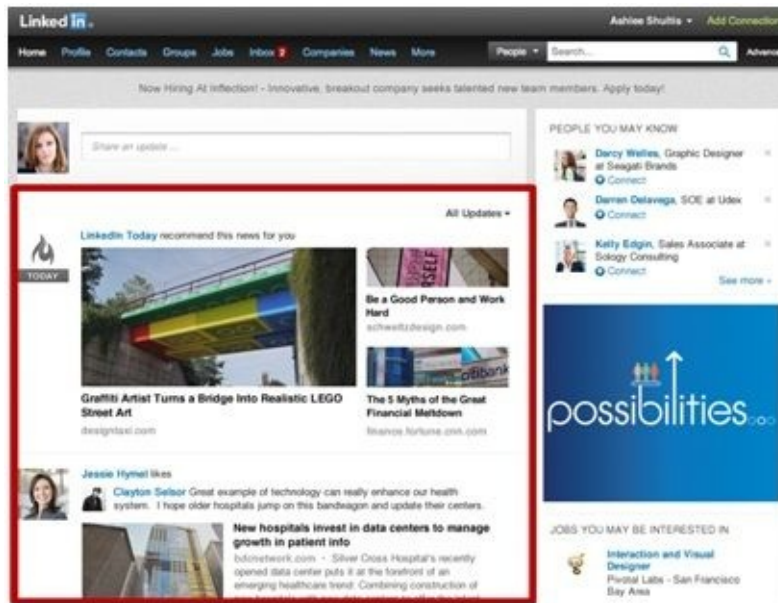 Linked in
Ashlee Shultis Add Connection
Home Profile Contacts Groups Jobs Inbox 2 Companies News More People Search... Advanc
Now Hiring At Inflection! - Innovative, breakout company seeks talented new team members. Apply today!
Share an update ...
All Updates
LinkedIn Today recommend this news for you
TODAY
Graffiti Artist Turns a Bridge Into Realistic LEGO
Street Art
designtaxi.com
Be a Good Person and Work
Hard
schweitzdesign.com
citibank
The 5 Myths of the Great
Financial Meltdown
finance.fortune.cnn.com
Jessie Hymel likes
Clayton Selsor Great example of technology can really enhance our health
system. I hope older hospitals jump on this bandwagon and update their centers.
New hospitals invest in data centers to manage
growth in patient info
bdcnetwork.com • Silver Cross Hospital's recently
opened data center puts it at the forefront of an
emerging healthcare trend. Combining construction of
PEOPLE YOU MAY KNOW
Darcy Welles, Graphic Designer
at Seagati Brands
Connect
Darren Delavega, SOE at Udex
Connect
Kelly Edgin, Sales Associate at
Sology Consulting
Connect
See more »
possibilities...
JOBS YOU MAY BE INTERESTED IN
Interaction and Visual
Designer
Pivotal Labs - San Francisco
Bay Area